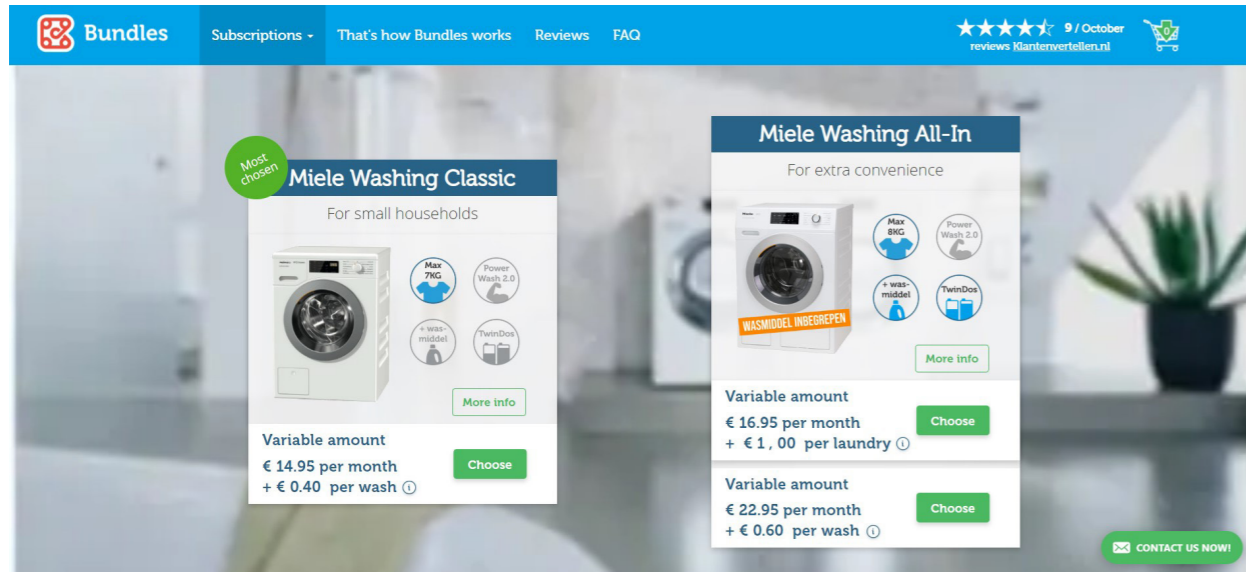 Bundles
Subscriptions
That's how Bundles works
Reviews
FAQ
9 / October
reviews Klantenvertellen.nl
0
Most
chosen
Miele Washing Classic
For small households
Max
7KG
Power
Wash 2.0
+ was-
middel
TwinDos
More info
Variable amount
€ 14.95 per month
+ € 0.40 per wash
Choose
Miele Washing All-In
For extra convenience
Max
8KG
Power
Wash 2.0
+ was-
middel
TwinDos
WASMIDDEL INBEGREPEN
More info
Variable amount
€ 16.95 per month
+ € 1 , 00 per laundry
Choose
Variable amount
€ 22.95 per month
+ € 0.60 per wash
Choose
CONTACT US NOW!